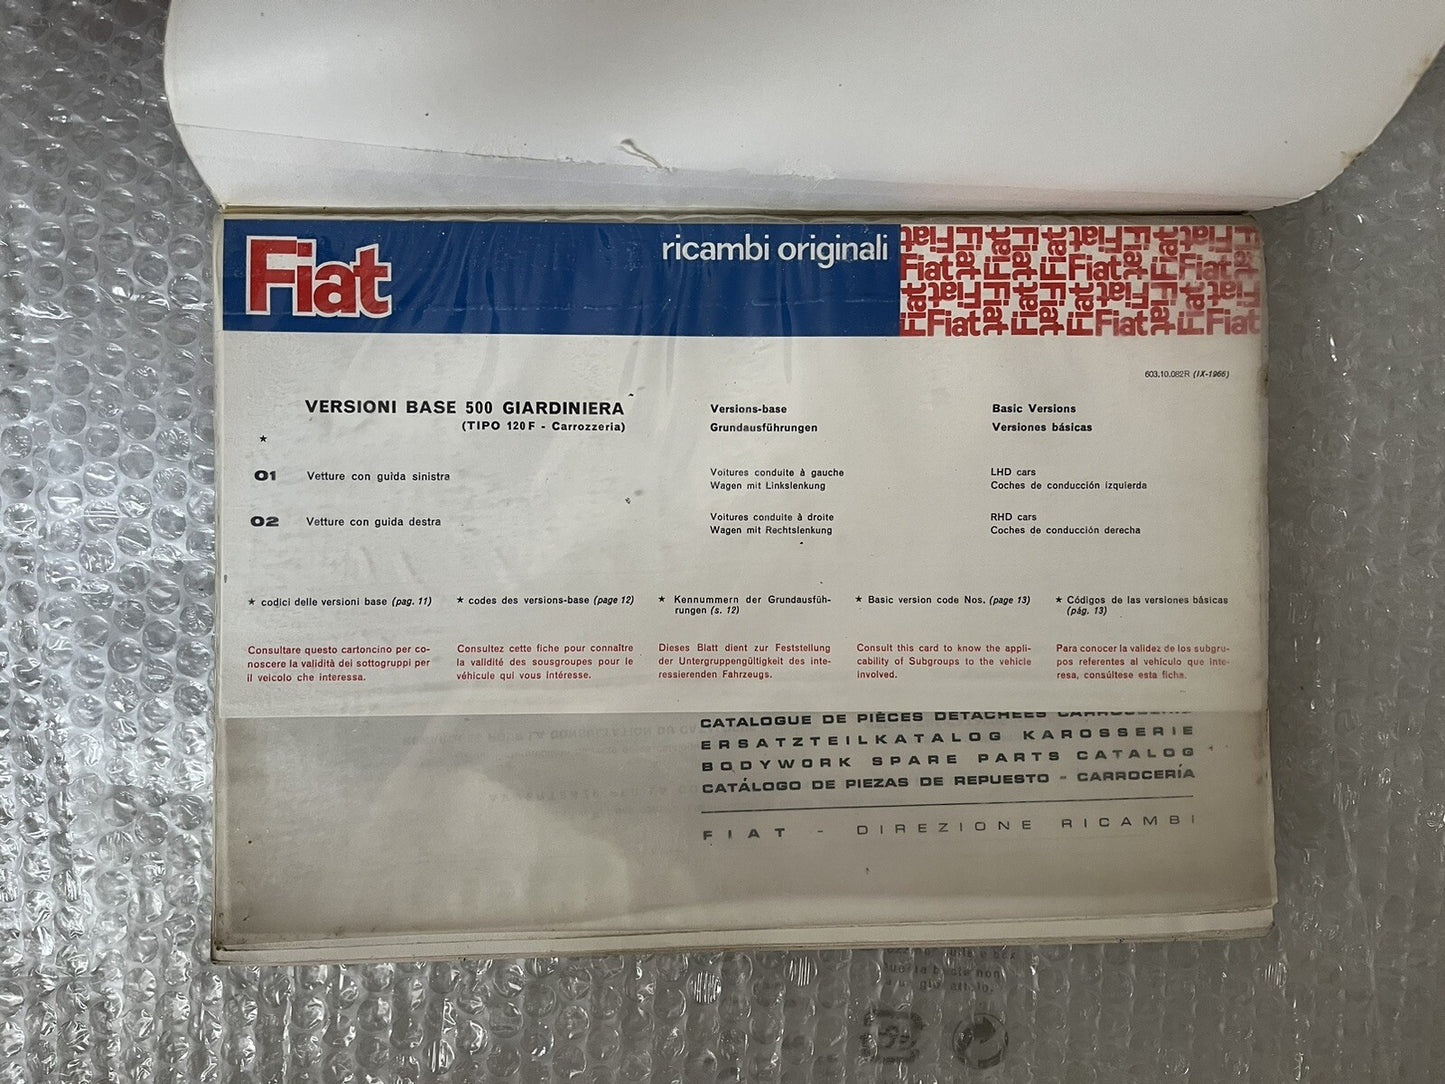 Fiat
ricambi originali
603.10.082R (IX-1966)
VERSIONI BASE 500 GIARDINIERA
(TIPO 120 F - Carrozzeria)
Versions-base
Grundausführungen
Basic Versions
Versiones básicas
★
01 Vetture con guida sinistra
Voitures conduite à gauche
Wagen mit Linkslenkung
LHD cars
Coches de conducción izquierda
02 Vetture con guida destra
Voitures conduite à droite
Wagen mit Rechtslenkung
RHD cars
Coches de conducción derecha
★ codici delle versioni base (pag. 11)
★ codes des versions-base (page 12)
★ Kennummern der Grundausfüh-
rungen (s. 12)
★ Basic version code Nos. (page 13)
★ Códigos de las versiones básicas
(pág. 13)
Consultare questo cartoncino per co-
noscere la validità dei sottogruppi per
il veicolo che interessa.
Consultez cette fiche pour connaître
la validité des sousgroupes pour le
véhicule qui vous intéresse.
Dieses Blatt dient zur Feststellung
der Untergruppengültigkeit des inte-
ressierenden Fahrzeugs.
Consult this card to know the appli-
cability of Subgroups to the vehicle
involved.
Para conocer la validez de los subgru-
pos referentes al vehículo que inte-
resa, consúltese esta ficha.
CATALOGUE DE PIÈCES DÉTACHÉES CARROSSERIE
ERSATZTEILKATALOG KAROSSERIE
BODYWORK SPARE PARTS CATALOG
CATÁLOGO DE PIEZAS DE REPUESTO - CARROCERÍA
FIAT - DIREZIONE RICAMBI